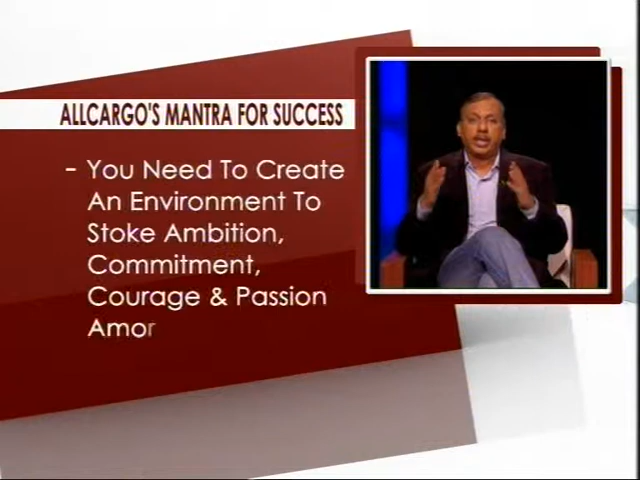 ALLCARGO'S MANTRA FOR SUCCESS
- You Need To Create
An Environment To
Stoke Ambition,
Commitment,
Courage & Passion
Amor